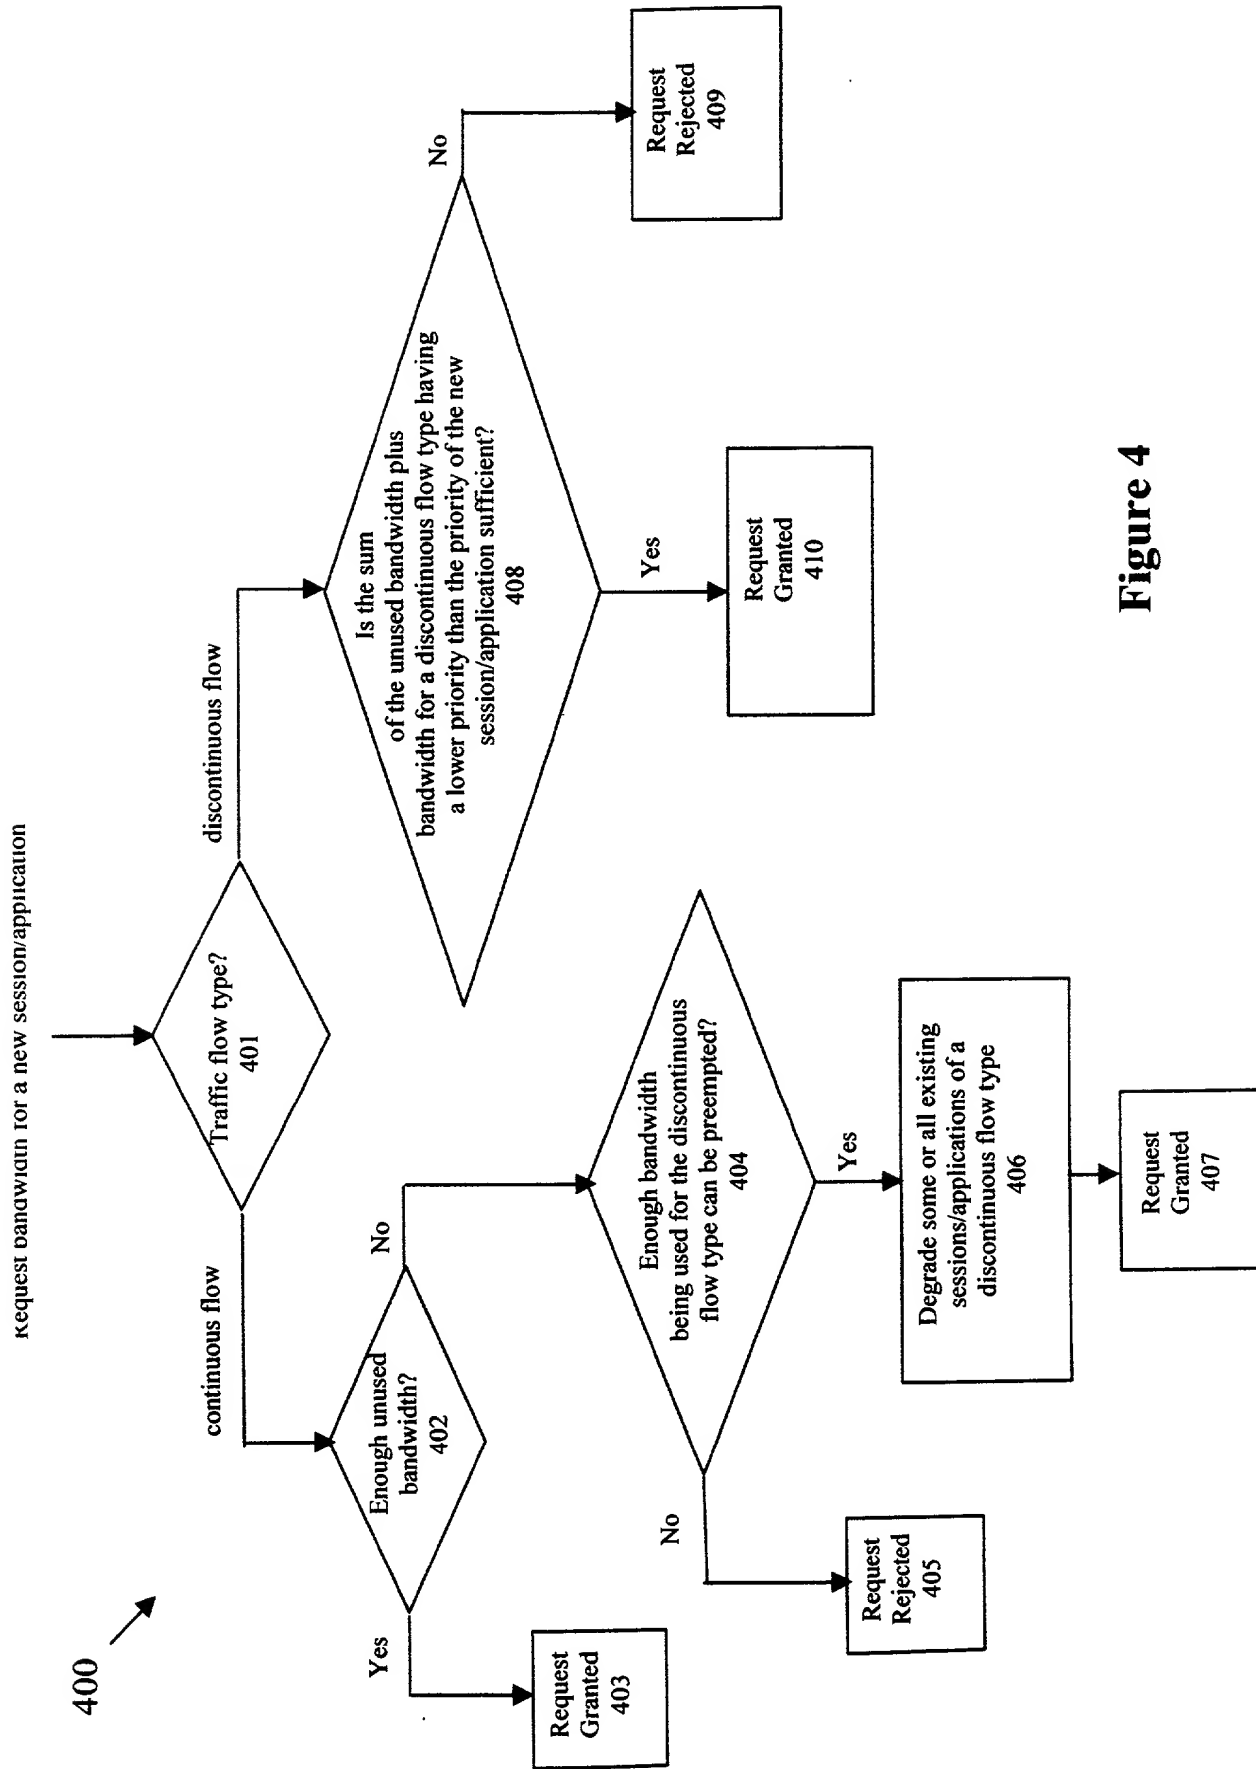 400
Request bandwidth for a new session/application
Traffic flow type?
401
continuous flow
discontinuous flow
Enough unused
bandwidth?
402
Yes
No
Request
Granted
403
Enough bandwidth
being used for the discontinuous
flow type can be preempted?
404
No
Yes
Request
Rejected
405
Degrade some or all existing
sessions/applications of a
discontinuous flow type
406
Request
Granted
407
Is the sum
of the unused bandwidth plus
bandwidth for a discontinuous flow type having
a lower priority than the priority of the new
session/application sufficient?
408
No
Yes
Request
Rejected
409
Request
Granted
410
Figure 4